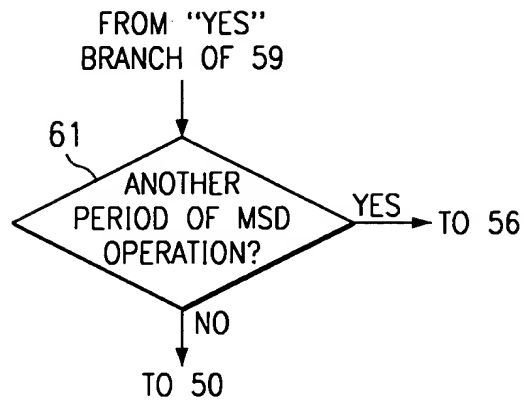 FROM "YES"
BRANCH OF 59
61
ANOTHER
PERIOD OF MSD
OPERATION?
YES
TO 56
NO
TO 50